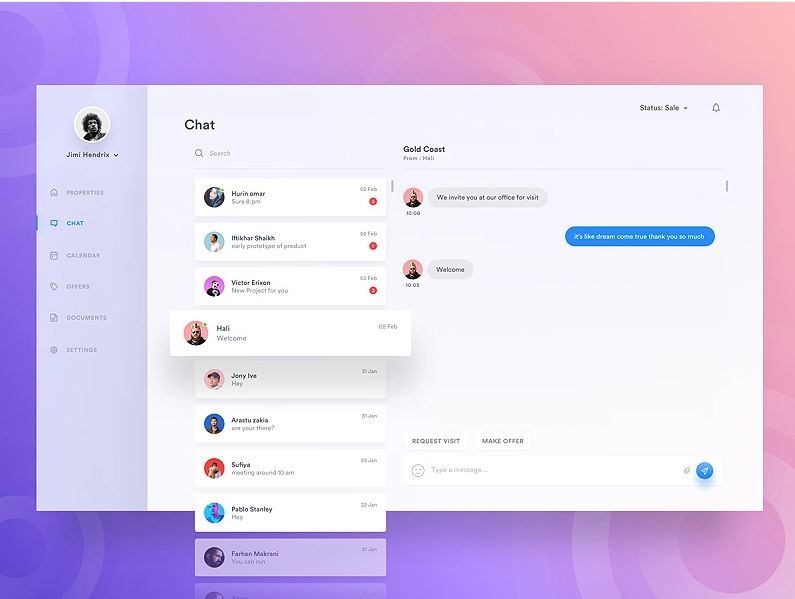 Jimi Hendrix
PROPERTIES
CHAT
CALENDAR
OFFERS
DOCUMENTS
SETTINGS
Chat
Search
Hurin omar
02 Feb
Sure 8:pm
Iftikhar Shaikh
02 Feb
early prototype of product
1
Victor Erixon
02 Feb
New Project for you
3
Hali
02 Feb
Welcome
Jony Ive
31 Jan
Hey
Arastu zakia
31 Jan
are your there?
Sufiya
25 Jan
meeting around 10:am
Pablo Stanley
22 Jan
Hey
Farhan Makrani
21 Jan
You can run
Status: Sale
Gold Coast
From : Hali
We invite you at our office for visit
10:00
it's like dream come true thank you so much
Welcome
10:05
REQUEST VISIT
MAKE OFFER
Type a message...